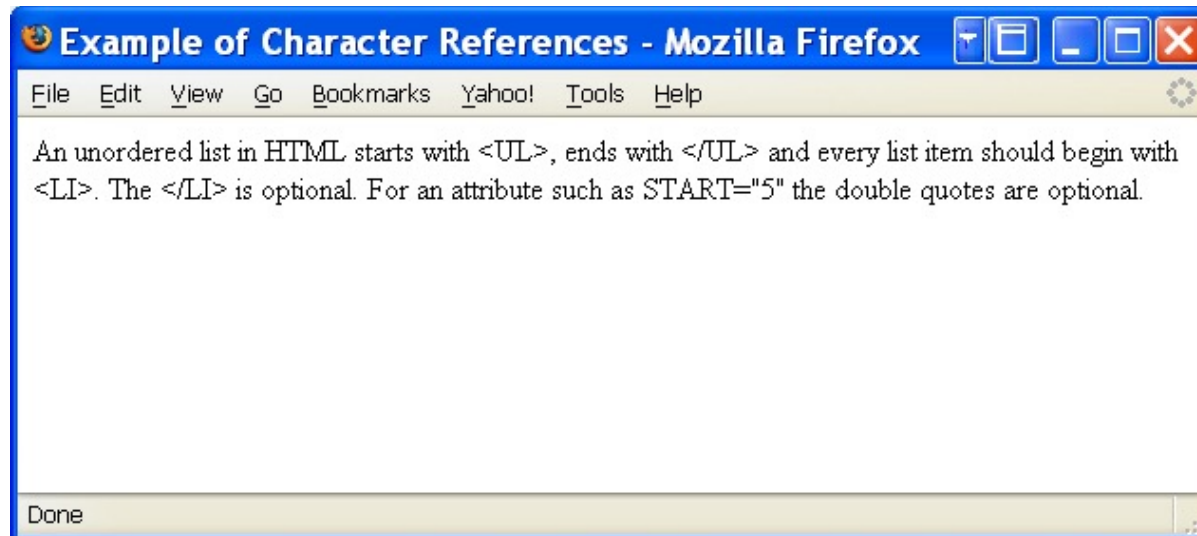 Example of Character References - Mozilla Firefox
File Edit View Go Bookmarks Yahoo! Tools Help
An unordered list in HTML starts with <UL>, ends with </UL> and every list item should begin with
<LI>. The </LI> is optional. For an attribute such as START="5" the double quotes are optional.
Done